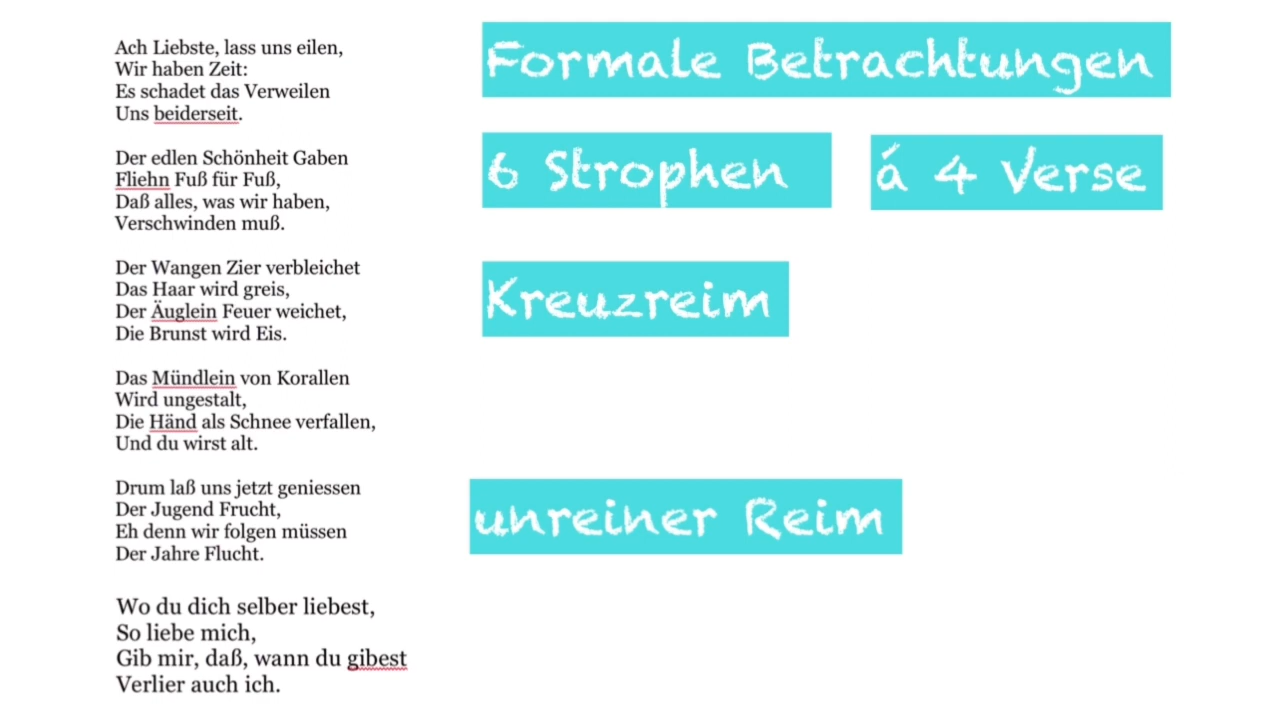 Ach Liebste, lass uns eilen,
Wir haben Zeit:
Es schadet das Verweilen
Uns beiderseit.
Der edlen Schönheit Gaben
Fliehn Fuß für Fuß,
Daß alles, was wir haben,
Verschwinden muß.
Der Wangen Zier verbleichet
Das Haar wird greis,
Der Äuglein Feuer weichet,
Die Brunst wird Eis.
Das Mündlein von Korallen
Wird ungestalt,
Die Händ als Schnee verfallen,
Und du wirst alt.
Drum laß uns jetzt geniessen
Der Jugend Frucht,
Eh denn wir folgen müssen
Der Jahre Flucht.
Wo du dich selber liebest,
So liebe mich,
Gib mir, daß, wann du gibest
Verlier auch ich.
Formale Betrachtungen
6 Strophen
á 4 Verse
Kreuzreim
unreiner Reim